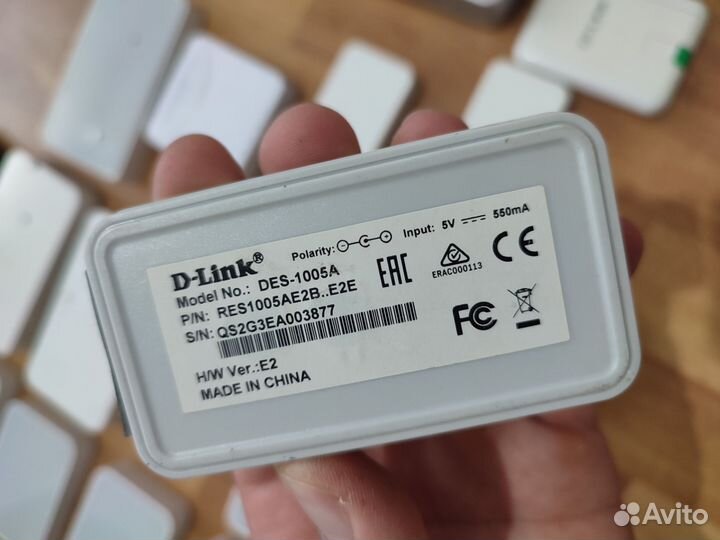 Polarity: Input: 5V 550mA
D-Link®
Model No.: DES-1005A
P/N: RES1005AE2B..E2E
S/N: QS2G3EA003877
H/W Ver.:E2
MADE IN CHINA
EAC
ERAC000113
CE
FC
Avito